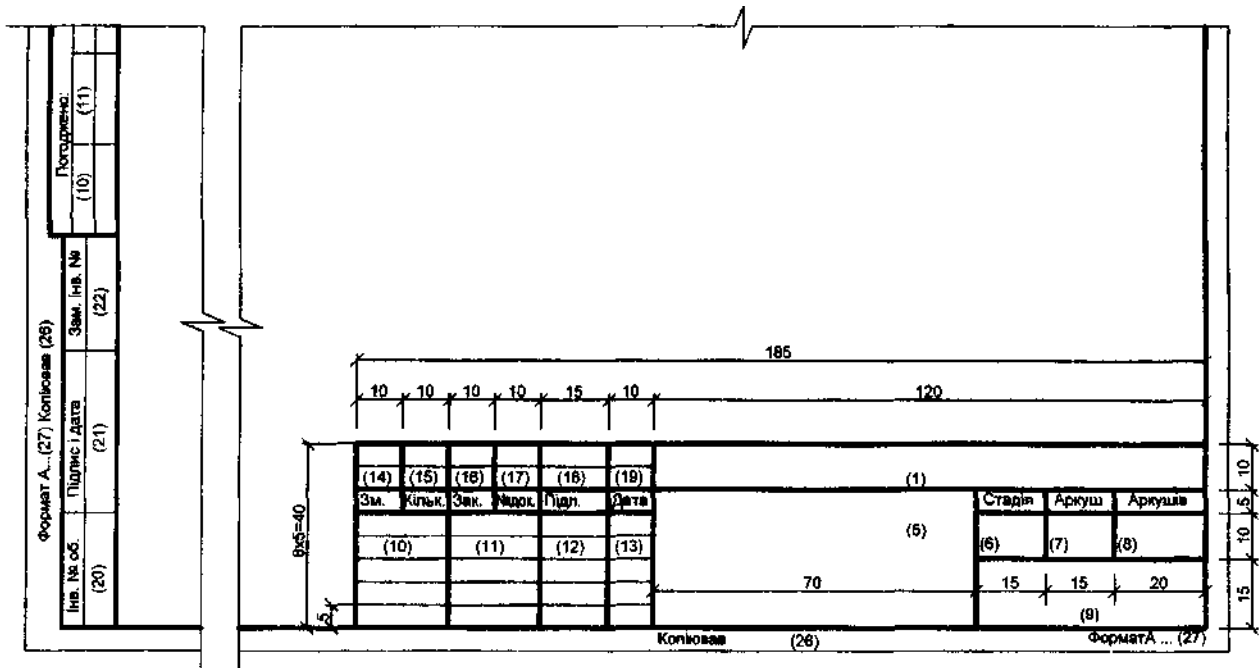 Погоджено:
(10) (11)
Зам. Інв. №
(22)
Підпис і дата
(21)
Інв. № об.
(20)
Формат А...(27) Копіював (26)
185
10 10 10 10 15 10 120
(14) (15) (16) (17) (18) (19) (1) 10
Зм. Кільк. Зак. №док. Підп. Дата Стадія Аркуш Аркушів 5
8х5=40
(10) (11) (12) (13) (5) (6) (7) (8) 10
70 15 15 20 15
5 (9)
Копіював (26) Формат А ... (27)